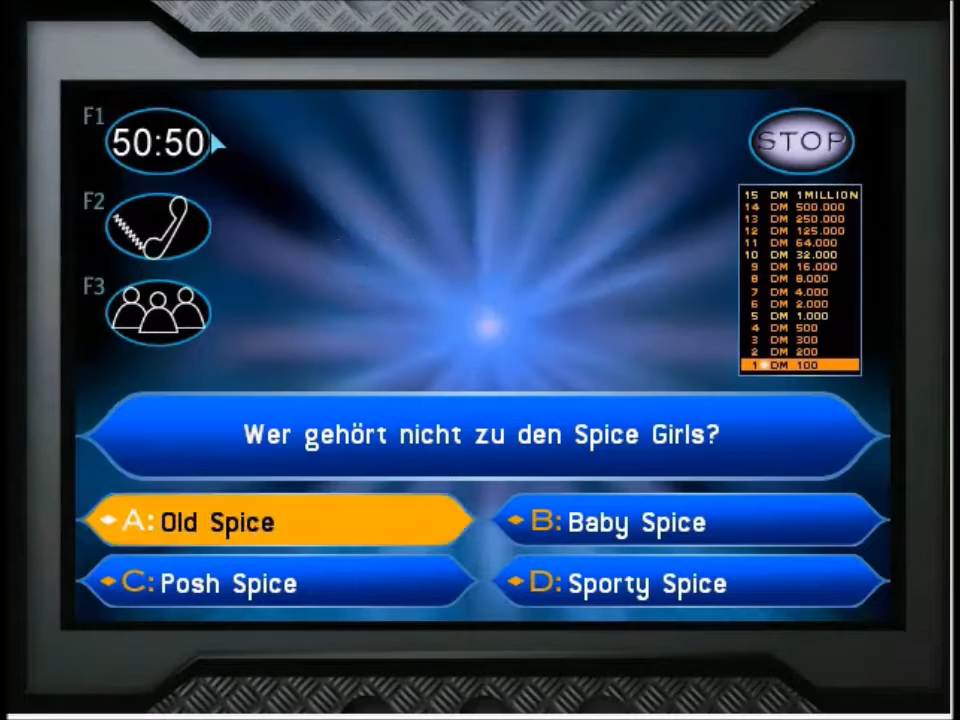 F1
50:50
STOP
F2
F3
15 DM 1MILLION
14 DM 500.000
13 DM 250.000
12 DM 125.000
11 DM 64.000
10 DM 32.000
9 DM 16.000
8 DM 8.000
7 DM 4.000
6 DM 2.000
5 DM 1.000
4 DM 500
3 DM 300
2 DM 200
1 DM 100
Wer gehört nicht zu den Spice Girls?
A: Old Spice
B: Baby Spice
C: Posh Spice
D: Sporty Spice